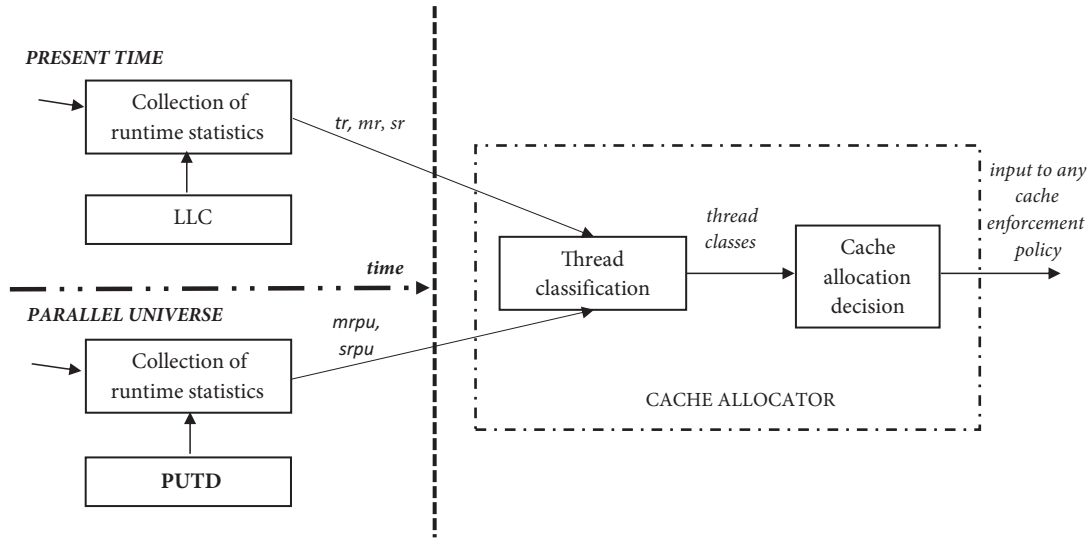 PRESENT TIME
Collection of
runtime statistics
LLC
tr, mr, sr
time
PARALLEL UNIVERSE
Collection of
runtime statistics
PUTD
mrpu,
srpu
Thread
classification
thread
classes
Cache
allocation
decision
CACHE ALLOCATOR
input to any
cache
enforcement
policy